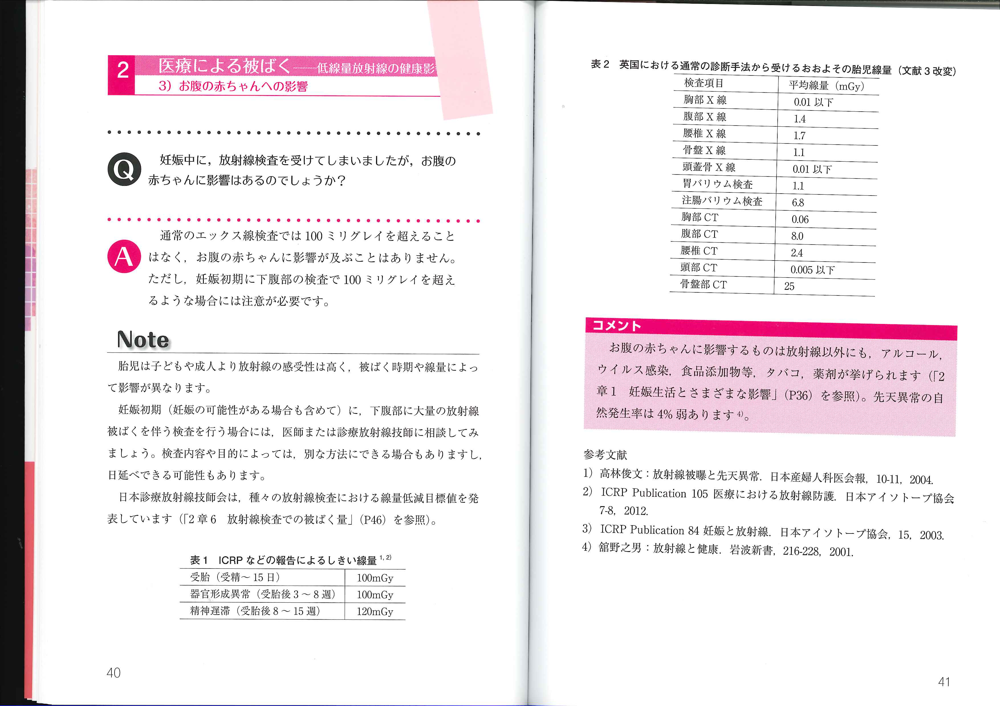 2
医療による被ばく——低線量放射線の健康影
3）お腹の赤ちゃんへの影響
Q
妊娠中に，放射線検査を受けてしまいましたが，お腹の
赤ちゃんに影響はあるのでしょうか？
A
通常のエックス線検査では 100 ミリグレイを超えること
はなく，お腹の赤ちゃんに影響が及ぶことはありません。
ただし，妊娠初期に下腹部の検査で 100 ミリグレイを超え
るような場合には注意が必要です。
Note
胎児は子どもや成人より放射線の感受性は高く，被ばく時期や線量によっ
て影響が異なります。
妊娠初期（妊娠の可能性がある場合も含めて）に，下腹部に大量の放射線
被ばくを伴う検査を行う場合には，医師または診療放射線技師に相談してみ
ましょう。検査内容や目的によっては，別な方法にできる場合もありますし，
日延べできる可能性もあります。
日本診療放射線技師会は，種々の放射線検査における線量低減目標値を発
表しています（「2 章 6　放射線検査での被ばく量」（P46）を参照）。
表 1　ICRP などの報告によるしきい線量 1, 2)
受胎（受精～ 15 日）　100mGy
器官形成異常（受胎後 3 ～ 8 週）　100mGy
精神遅滞（受胎後 8 ～ 15 週）　120mGy
40
表 2　英国における通常の診断手法から受けるおおよその胎児線量（文献 3 改変）
検査項目　平均線量（mGy）
胸部 X 線　0.01 以下
腹部 X 線　1.4
腰椎 X 線　1.7
骨盤 X 線　1.1
頭蓋骨 X 線　0.01 以下
胃バリウム検査　1.1
注腸バリウム検査　6.8
胸部 CT　0.06
腹部 CT　8.0
腰椎 CT　2.4
頭部 CT　0.005 以下
骨盤部 CT　25
コメント
お腹の赤ちゃんに影響するものは放射線以外にも，アルコール，
ウイルス感染，食品添加物等，タバコ，薬剤が挙げられます（「2
章 1　妊娠生活とさまざまな影響」（P36）を参照）。先天異常の自
然発生率は 4% 弱あります 4)。
参考文献
1）高林俊文：放射線被曝と先天異常．日本産婦人科医会報，10-11，2004.
2）ICRP Publication 105 医療における放射線防護．日本アイソトープ協会
7-8，2012.
3）ICRP Publication 84 妊娠と放射線．日本アイソトープ協会，15，2003.
4）舘野之男：放射線と健康．岩波新書，216-228，2001.
41